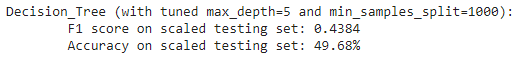 Decision_Tree (with tuned max_depth=5 and min_samples_split=1000):
F1 score on scaled testing set: 0.4384
Accuracy on scaled testing set: 49.68%